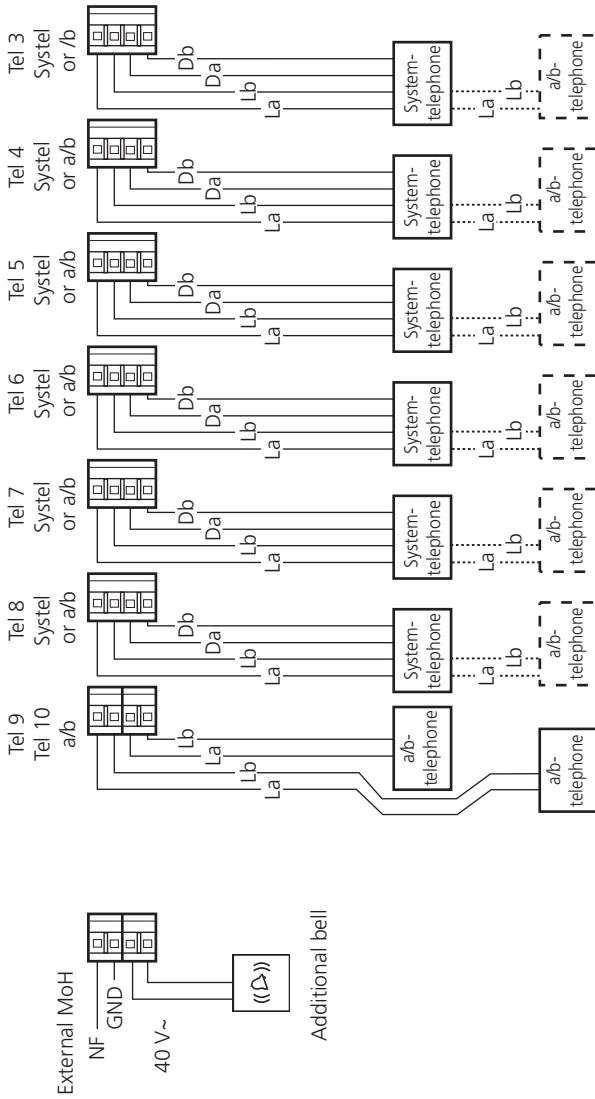 Tel 3
Systel
or /b
Db
Da
Lb
La
System-
telephone
Lb
La
a/b-
telephone
Tel 4
Systel
or a/b
Db
Da
Lb
La
System-
telephone
Lb
La
a/b-
telephone
Tel 5
Systel
or a/b
Db
Da
Lb
La
System-
telephone
Lb
La
a/b-
telephone
Tel 6
Systel
or a/b
Db
Da
Lb
La
System-
telephone
Lb
La
a/b-
telephone
Tel 7
Systel
or a/b
Db
Da
Lb
La
System-
telephone
Lb
La
a/b-
telephone
Tel 8
Systel
or a/b
Db
Da
Lb
La
System-
telephone
Lb
La
a/b-
telephone
Tel 9
Tel 10
a/b
Lb
La
Lb
La
a/b-
telephone
a/b-
telephone
External MoH
NF
GND
40 V~
Additional bell